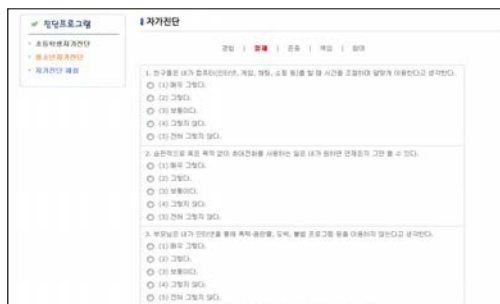 진단프로그램
초등학생자가진단
청소년자가진단
자가진단 해설
자가진단
경험 | 절제 | 존중 | 책임 | 참여
1. 친구들은 내가 컴퓨터(인터넷, 게임, 채팅, 쇼핑 등)를 할 때 시간을 조절하며 알맞게 이용한다고 생각한다.
(1) 매우 그렇다.
(2) 그렇다.
(3) 보통이다.
(4) 그렇지 않다.
(5) 전혀 그렇지 않다.
2. 습관적으로 혹은 목적 없이 휴대전화를 사용하는 일은 내가 원하면 언제든지 그만 둘 수 있다.
(1) 매우 그렇다.
(2) 그렇다.
(3) 보통이다.
(4) 그렇지 않다.
(5) 전혀 그렇지 않다.
3. 부모님은 내가 인터넷을 통해 폭력·음란물, 도박, 불법 프로그램 등을 이용하지 않는다고 생각한다.
(1) 매우 그렇다.
(2) 그렇다.
(3) 보통이다.
(4) 그렇지 않다.
(5) 전혀 그렇지 않다.